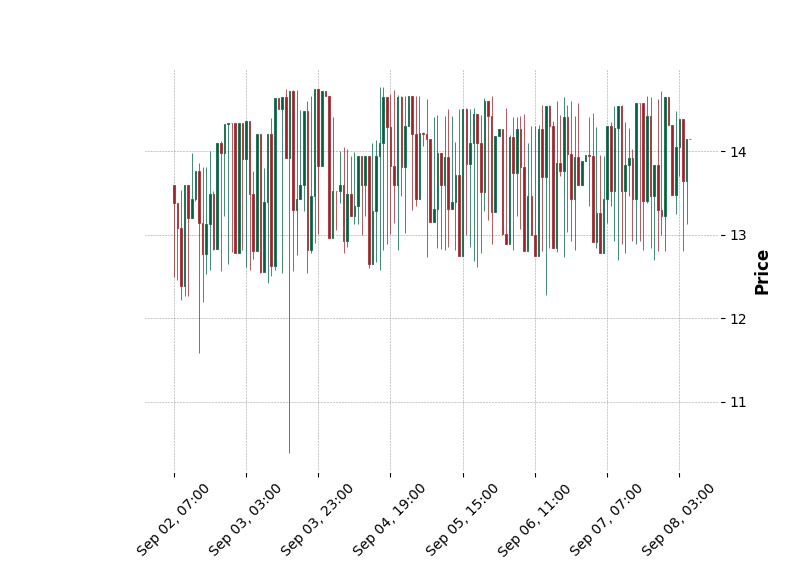 14
13
12
11
Price
Sep 02, 07:00
Sep 03, 03:00
Sep 03, 23:00
Sep 04, 19:00
Sep 05, 15:00
Sep 06, 11:00
Sep 07, 07:00
Sep 08, 03:00